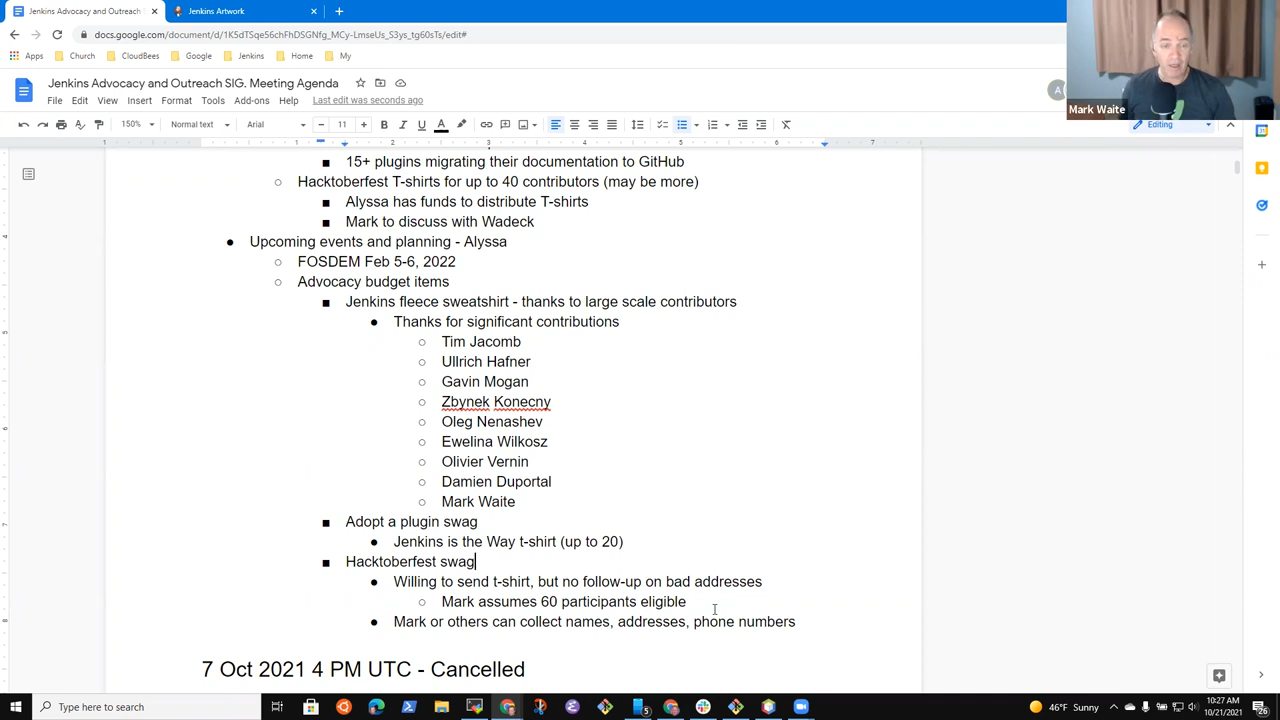 Jenkins Advocacy and Outreach
Jenkins Artwork
docs.google.com/document/d/1K5dTSqe56chFhDSGNfg_MCy-LmseUs_S3ys_tg60sTs/edit#
Apps Church CloudBees Google Jenkins Home My
Jenkins Advocacy and Outreach SIG. Meeting Agenda
Mark Waite
File Edit View Insert Format Tools Add-ons Help Last edit was seconds ago
150% Normal text Arial 11 Editing
15+ plugins migrating their documentation to GitHub
Hacktoberfest T-shirts for up to 40 contributors (may be more)
Alyssa has funds to distribute T-shirts
Mark to discuss with Wadeck
Upcoming events and planning - Alyssa
FOSDEM Feb 5-6, 2022
Advocacy budget items
Jenkins fleece sweatshirt - thanks to large scale contributors
Thanks for significant contributions
Tim Jacomb
Ullrich Hafner
Gavin Mogan
Zbynek Konecny
Oleg Nenashev
Ewelina Wilkosz
Olivier Vernin
Damien Duportal
Mark Waite
Adopt a plugin swag
Jenkins is the Way t-shirt (up to 20)
Hacktoberfest swag
Willing to send t-shirt, but no follow-up on bad addresses
Mark assumes 60 participants eligible
Mark or others can collect names, addresses, phone numbers
7 Oct 2021 4 PM UTC - Cancelled
Type here to search
46°F Sunny
10:27 AM
10/21/2021